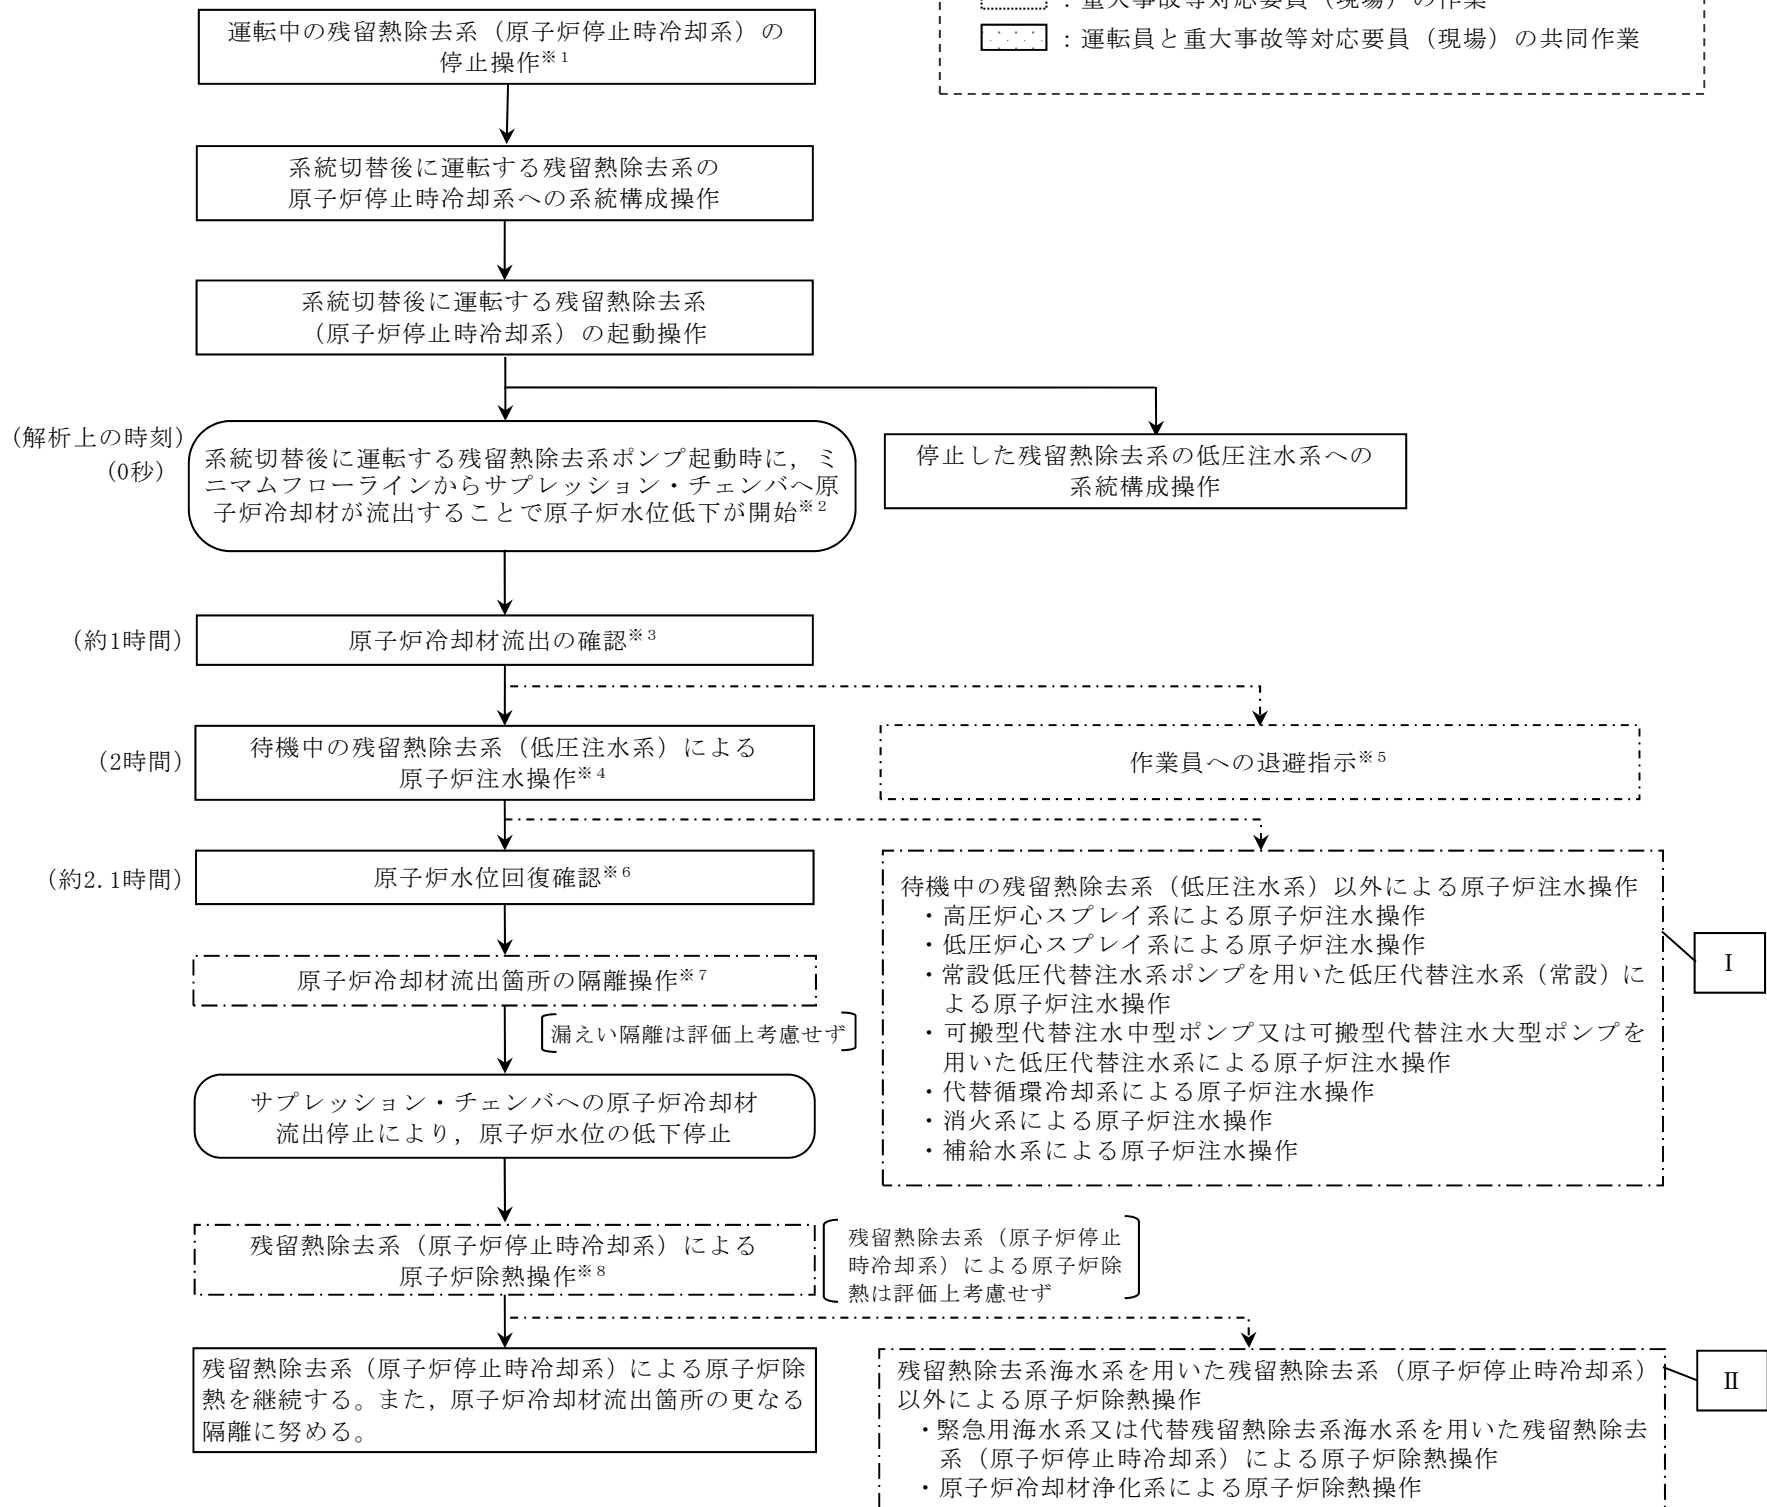 ：重大事故等対応要員（現場）の作業
：運転員と重大事故等対応要員（現場）の共同作業
運転中の残留熱除去系（原子炉停止時冷却系）の
停止操作※1
系統切替後に運転する残留熱除去系の
原子炉停止時冷却系への系統構成操作
系統切替後に運転する残留熱除去系
（原子炉停止時冷却系）の起動操作
（解析上の時刻）
（0秒）
系統切替後に運転する残留熱除去系ポンプ起動時に，ミ
ニマムフローラインからサプレッション・チェンバへ原
子炉冷却材が流出することで原子炉水位低下が開始※2
停止した残留熱除去系の低圧注水系への
系統構成操作
（約1時間）
原子炉冷却材流出の確認※3
（2時間）
待機中の残留熱除去系（低圧注水系）による
原子炉注水操作※4
作業員への退避指示※5
（約2.1時間）
原子炉水位回復確認※6
待機中の残留熱除去系（低圧注水系）以外による原子炉注水操作
・高圧炉心スプレイ系による原子炉注水操作
・低圧炉心スプレイ系による原子炉注水操作
・常設低圧代替注水系ポンプを用いた低圧代替注水系（常設）に
よる原子炉注水操作
・可搬型代替注水中型ポンプ又は可搬型代替注水大型ポンプを
用いた低圧代替注水系による原子炉注水操作
・代替循環冷却系による原子炉注水操作
・消火系による原子炉注水操作
・補給水系による原子炉注水操作
Ⅰ
原子炉冷却材流出箇所の隔離操作※7
漏えい隔離は評価上考慮せず
サプレッション・チェンバへの原子炉冷却材
流出停止により，原子炉水位の低下停止
残留熱除去系（原子炉停止時冷却系）による
原子炉除熱操作※8
残留熱除去系（原子炉停止
時冷却系）による原子炉除
熱は評価上考慮せず
残留熱除去系（原子炉停止時冷却系）による原子炉除
熱を継続する。また，原子炉冷却材流出箇所の更なる
隔離に努める。
残留熱除去系海水系を用いた残留熱除去系（原子炉停止時冷却系）
以外による原子炉除熱操作
・緊急用海水系又は代替残留熱除去系海水系を用いた残留熱除去
系（原子炉停止時冷却系）による原子炉除熱操作
・原子炉冷却材浄化系による原子炉除熱操作
Ⅱ